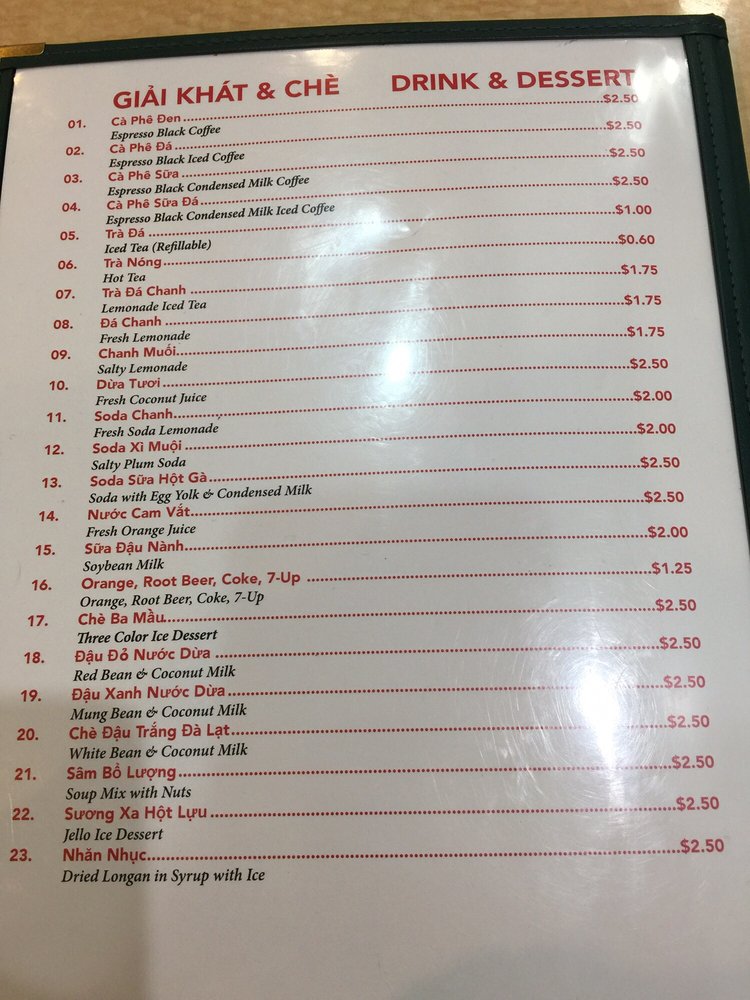 GIẢI KHÁT & CHÈ DRINK & DESSERT
01. Cà Phê Đen $2.50
Espresso Black Coffee
02. Cà Phê Đá $2.50
Espresso Black Iced Coffee
03. Cà Phê Sữa $2.50
Espresso Black Condensed Milk Coffee
04. Cà Phê Sữa Đá $2.50
Espresso Black Condensed Milk Iced Coffee
05. Trà Đá $1.00
Iced Tea (Refillable)
06. Trà Nóng $0.60
Hot Tea
07. Trà Đá Chanh $1.75
Lemonade Iced Tea
08. Đá Chanh $1.75
Fresh Lemonade
09. Chanh Muối $1.75
Salty Lemonade
10. Dừa Tươi $2.50
Fresh Coconut Juice
11. Soda Chanh $2.00
Fresh Soda Lemonade
12. Soda Xì Muội $2.00
Salty Plum Soda
13. Soda Sữa Hột Gà $2.50
Soda with Egg Yolk & Condensed Milk
14. Nước Cam Vắt $2.50
Fresh Orange Juice
15. Sữa Đậu Nành $2.00
Soybean Milk
16. Orange, Root Beer, Coke, 7-Up $1.25
Orange, Root Beer, Coke, 7-Up
17. Chè Ba Mầu $2.50
Three Color Ice Dessert
18. Đậu Đỏ Nước Dừa $2.50
Red Bean & Coconut Milk
19. Đậu Xanh Nước Dừa $2.50
Mung Bean & Coconut Milk
20. Chè Đậu Trắng Đà Lạt $2.50
White Bean & Coconut Milk
21. Sâm Bổ Lượng $2.50
Soup Mix with Nuts
22. Sương Xa Hột Lựu $2.50
Jello Ice Dessert
23. Nhãn Nhục $2.50
Dried Longan in Syrup with Ice